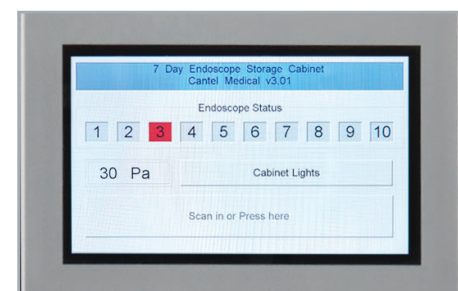 7 Day Endoscope Storage Cabinet
Cantel Medical v3.01
Endoscope Status
1 2 3 4 5 6 7 8 9 10
30 Pa
Cabinet Lights
Scan in or Press here